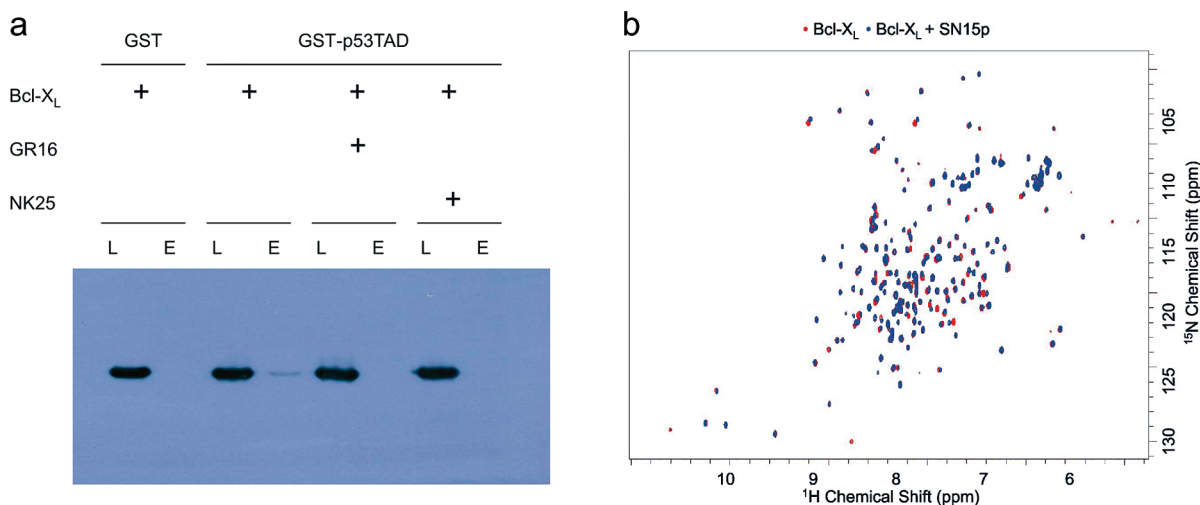 a
GST GST-p53TAD
Bcl-XL + + + +
GR16 +
NK25 +
L E L E L E L E
b
Bcl-XL Bcl-XL + SN15p
105
110
115
120
125
130
15N Chemical Shift (ppm)
10 9 8 7 6
1H Chemical Shift (ppm)